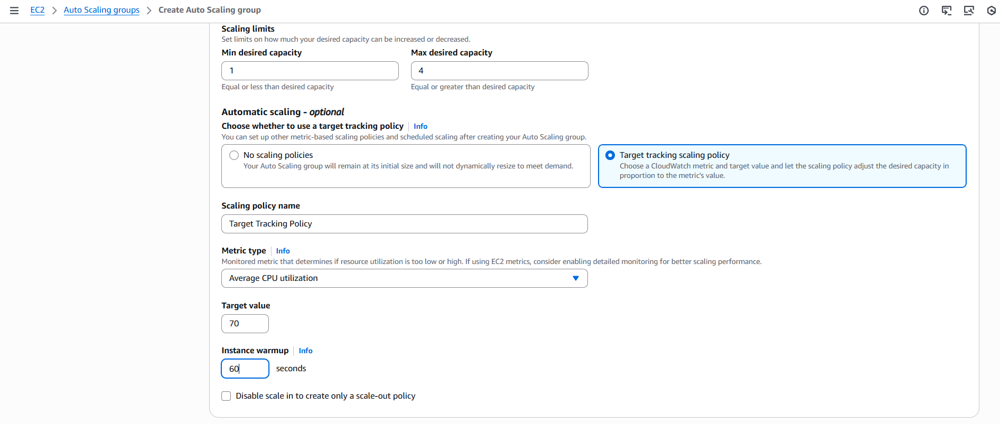 EC2 > Auto Scaling groups > Create Auto Scaling group
Scaling limits
Set limits on how much your desired capacity can be increased or decreased.
Min desired capacity
Max desired capacity
1
4
Equal or less than desired capacity
Equal or greater than desired capacity
Automatic scaling - optional
Choose whether to use a target tracking policy | Info
You can set up other metric-based scaling policies and scheduled scaling after creating your Auto Scaling group.
No scaling policies
Your Auto Scaling group will remain at its initial size and will not dynamically resize to meet demand.
Target tracking scaling policy
Choose a CloudWatch metric and target value and let the scaling policy adjust the desired capacity in
proportion to the metric's value.
Scaling policy name
Target Tracking Policy
Metric type | Info
Monitored metric that determines if resource utilization is too low or high. If using EC2 metrics, consider enabling detailed monitoring for better scaling performance.
Average CPU utilization
Target value
70
Instance warmup | Info
60 seconds
Disable scale in to create only a scale-out policy